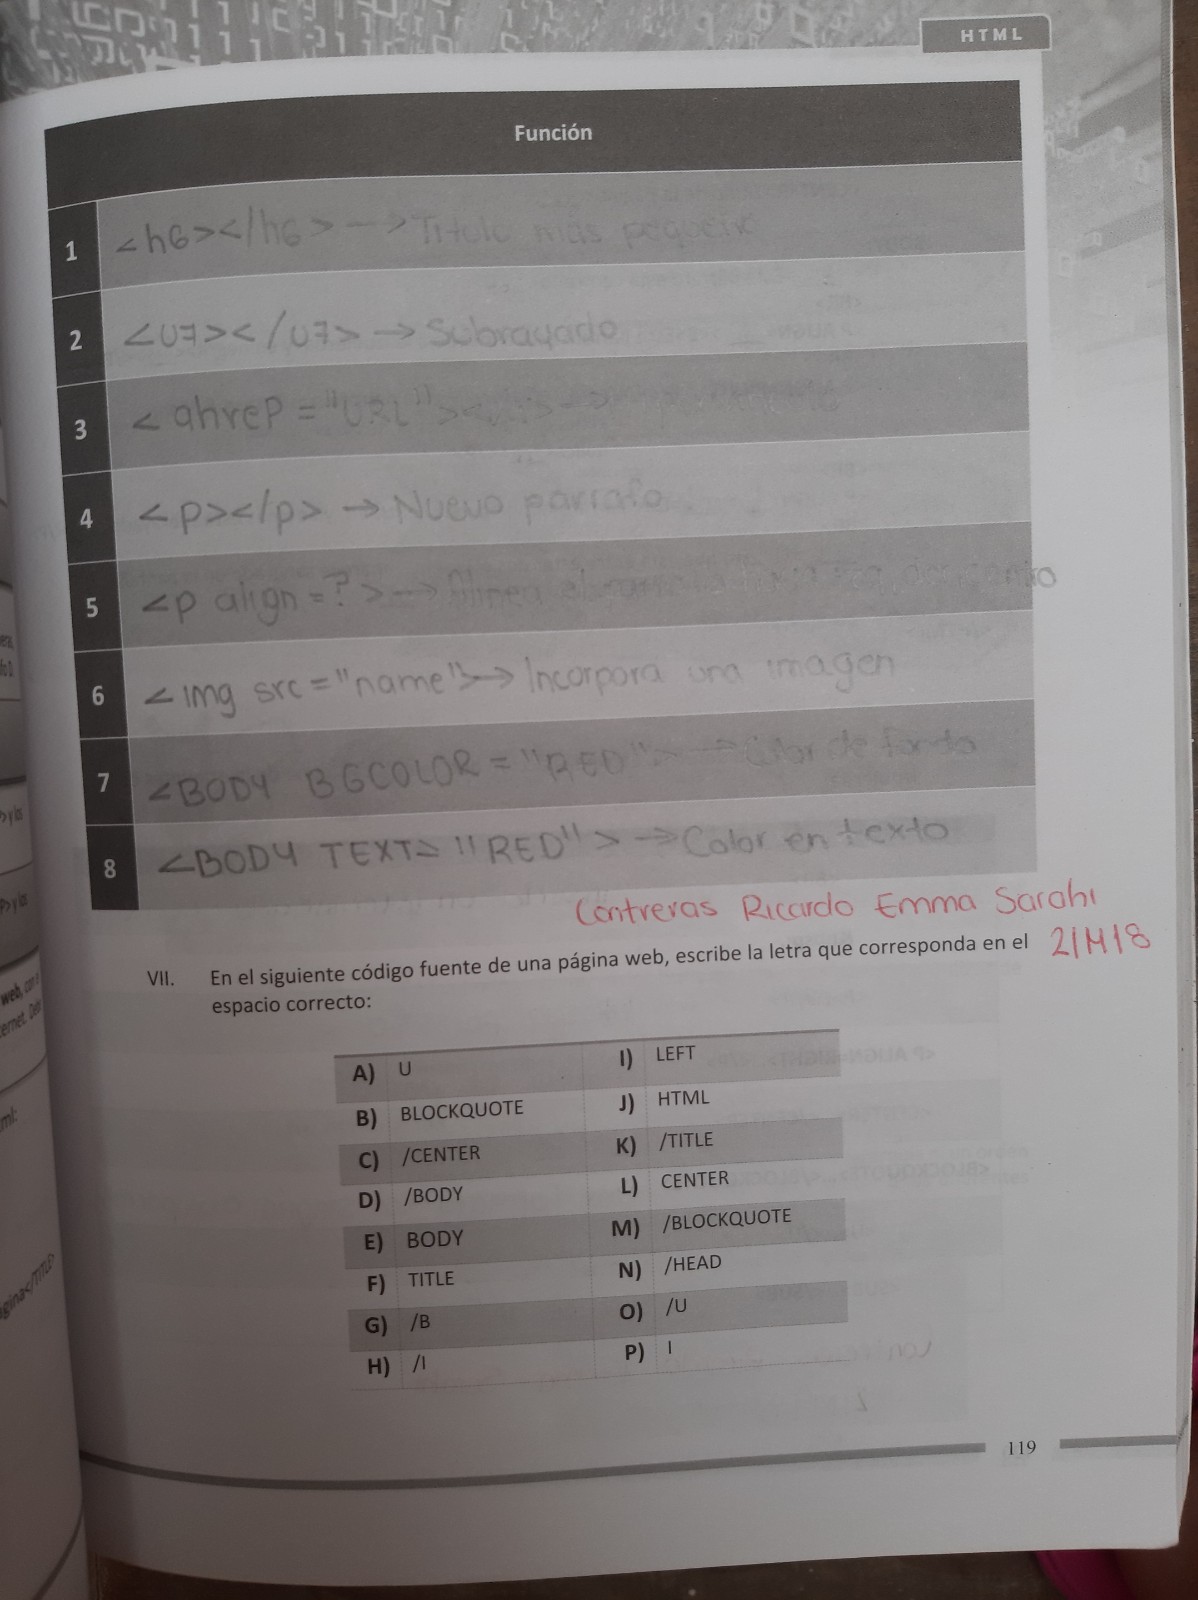 HTML
Función
1 <h6></h6> --> Titulo más pequeño
2 <U7></U7> → Subrayado
3 < ahreP = "URL">
4 <p></p> → Nuevo parrafo
5 <p align = ? > → Alinea el
6 < img src = "name"> → Incorpora una imagen
7 <BODY BGCOLOR = "RED"> → Color de fondo
8 <BODY TEXT= "RED"> → Color en texto
Contreras Ricardo Emma Sarahi
VII. En el siguiente código fuente de una página web, escribe la letra que corresponda en el 21M18
espacio correcto:
A) U I) LEFT
B) BLOCKQUOTE J) HTML
C) /CENTER K) /TITLE
D) /BODY L) CENTER
E) BODY M) /BLOCKQUOTE
F) TITLE N) /HEAD
G) /B O) /U
H) /I P) I
119